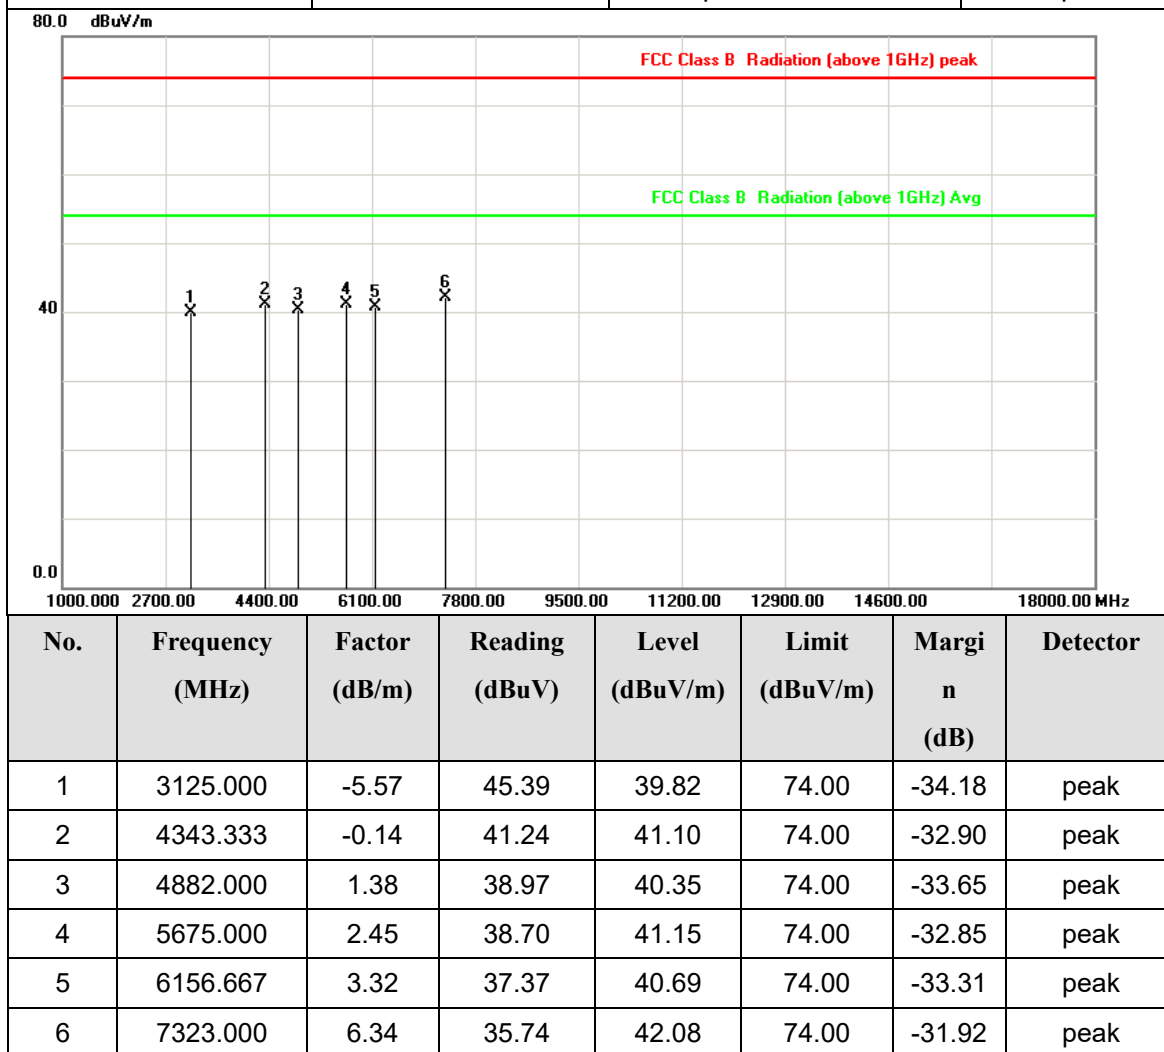 80.0 dBuV/m
FCC Class B Radiation (above 1GHz) peak
FCC Class B Radiation (above 1GHz) Avg
1 2 3 4 5 6
40
0.0
1000.000 2700.00 4400.00 6100.00 7800.00 9500.00 11200.00 12900.00 14600.00 18000.00 MHz
No. Frequency Factor Reading Level Limit Margi Detector
(MHz) (dB/m) (dBuV) (dBuV/m) (dBuV/m) n
(dB)
1 3125.000 -5.57 45.39 39.82 74.00 -34.18 peak
2 4343.333 -0.14 41.24 41.10 74.00 -32.90 peak
3 4882.000 1.38 38.97 40.35 74.00 -33.65 peak
4 5675.000 2.45 38.70 41.15 74.00 -32.85 peak
5 6156.667 3.32 37.37 40.69 74.00 -33.31 peak
6 7323.000 6.34 35.74 42.08 74.00 -31.92 peak